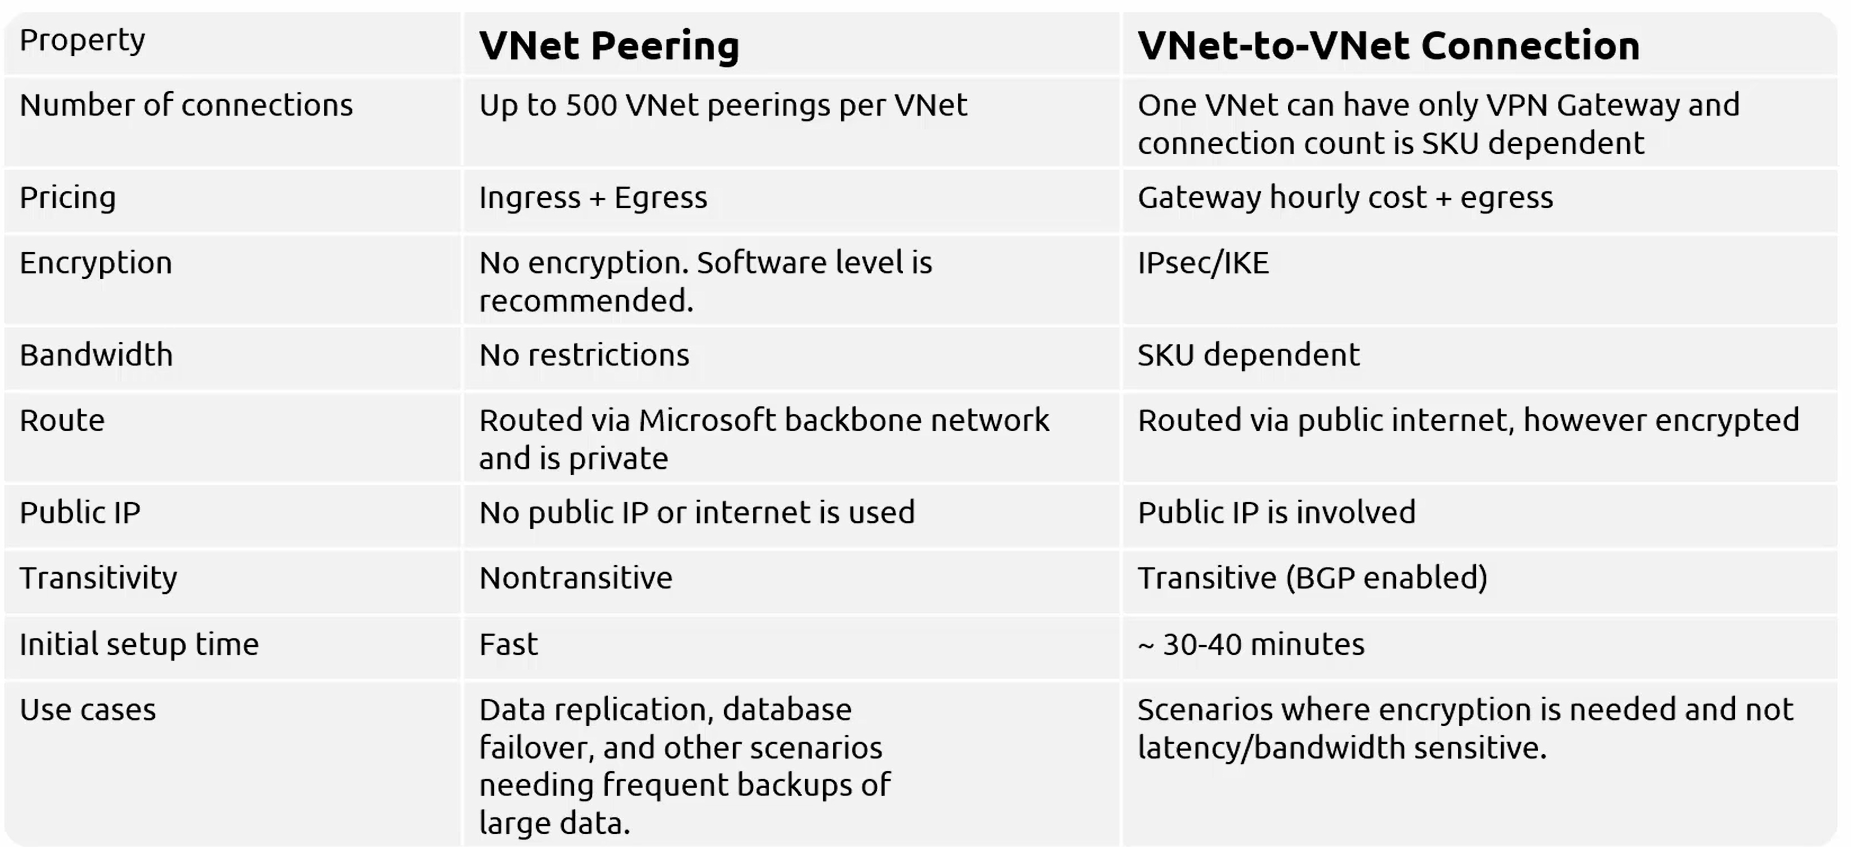 Property
VNet Peering
VNet-to-VNet Connection
Number of connections
Up to 500 VNet peerings per VNet
One VNet can have only VPN Gateway and
connection count is SKU dependent
Pricing
Ingress + Egress
Gateway hourly cost + egress
Encryption
No encryption. Software level is
recommended.
IPsec/IKE
Bandwidth
No restrictions
SKU dependent
Route
Routed via Microsoft backbone network
and is private
Routed via public internet, however encrypted
Public IP
No public IP or internet is used
Public IP is involved
Transitivity
Nontransitive
Transitive (BGP enabled)
Initial setup time
Fast
~ 30-40 minutes
Use cases
Data replication, database
failover, and other scenarios
needing frequent backups of
large data.
Scenarios where encryption is needed and not
latency/bandwidth sensitive.